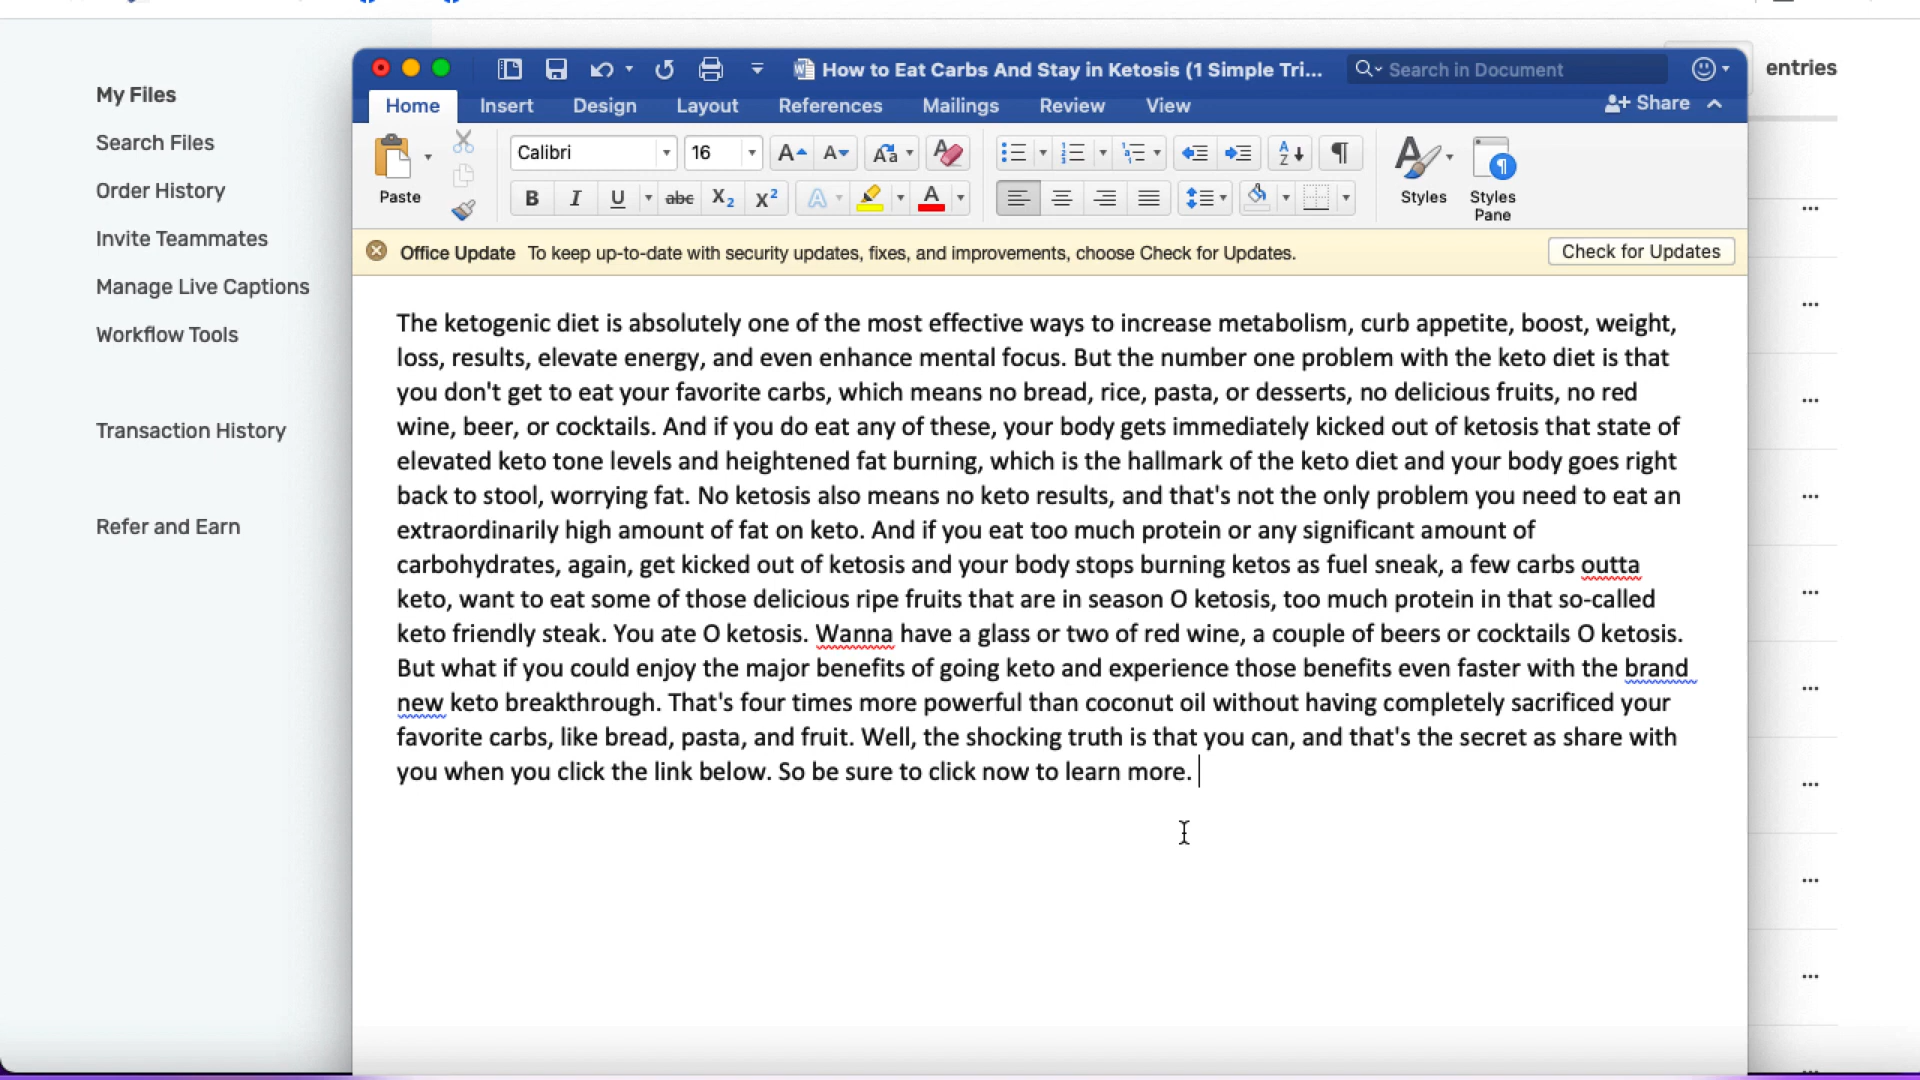 entries
My Files
Search Files
Order History
Invite Teammates
Manage Live Captions
Workflow Tools
Transaction History
Refer and Earn
How to Eat Carbs And Stay in Ketosis (1 Simple Tri...
Search in Document
Home Insert Design Layout References Mailings Review View
Share
Paste
Calibri 16
B I U abc X₂ X²
Styles
Styles Pane
Office Update To keep up-to-date with security updates, fixes, and improvements, choose Check for Updates.
Check for Updates
The ketogenic diet is absolutely one of the most effective ways to increase metabolism, curb appetite, boost, weight,
loss, results, elevate energy, and even enhance mental focus. But the number one problem with the keto diet is that
you don't get to eat your favorite carbs, which means no bread, rice, pasta, or desserts, no delicious fruits, no red
wine, beer, or cocktails. And if you do eat any of these, your body gets immediately kicked out of ketosis that state of
elevated keto tone levels and heightened fat burning, which is the hallmark of the keto diet and your body goes right
back to stool, worrying fat. No ketosis also means no keto results, and that's not the only problem you need to eat an
extraordinarily high amount of fat on keto. And if you eat too much protein or any significant amount of
carbohydrates, again, get kicked out of ketosis and your body stops burning ketos as fuel sneak, a few carbs outta
keto, want to eat some of those delicious ripe fruits that are in season O ketosis, too much protein in that so-called
keto friendly steak. You ate O ketosis. Wanna have a glass or two of red wine, a couple of beers or cocktails O ketosis.
But what if you could enjoy the major benefits of going keto and experience those benefits even faster with the brand
new keto breakthrough. That's four times more powerful than coconut oil without having completely sacrificed your
favorite carbs, like bread, pasta, and fruit. Well, the shocking truth is that you can, and that's the secret as share with
you when you click the link below. So be sure to click now to learn more.